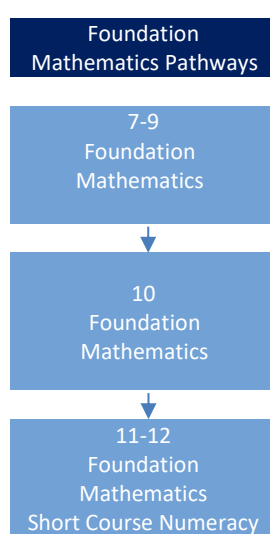 Foundation
Mathematics Pathways
7-9
Foundation
Mathematics
10
Foundation
Mathematics
11-12
Foundation
Mathematics
Short Course Numeracy